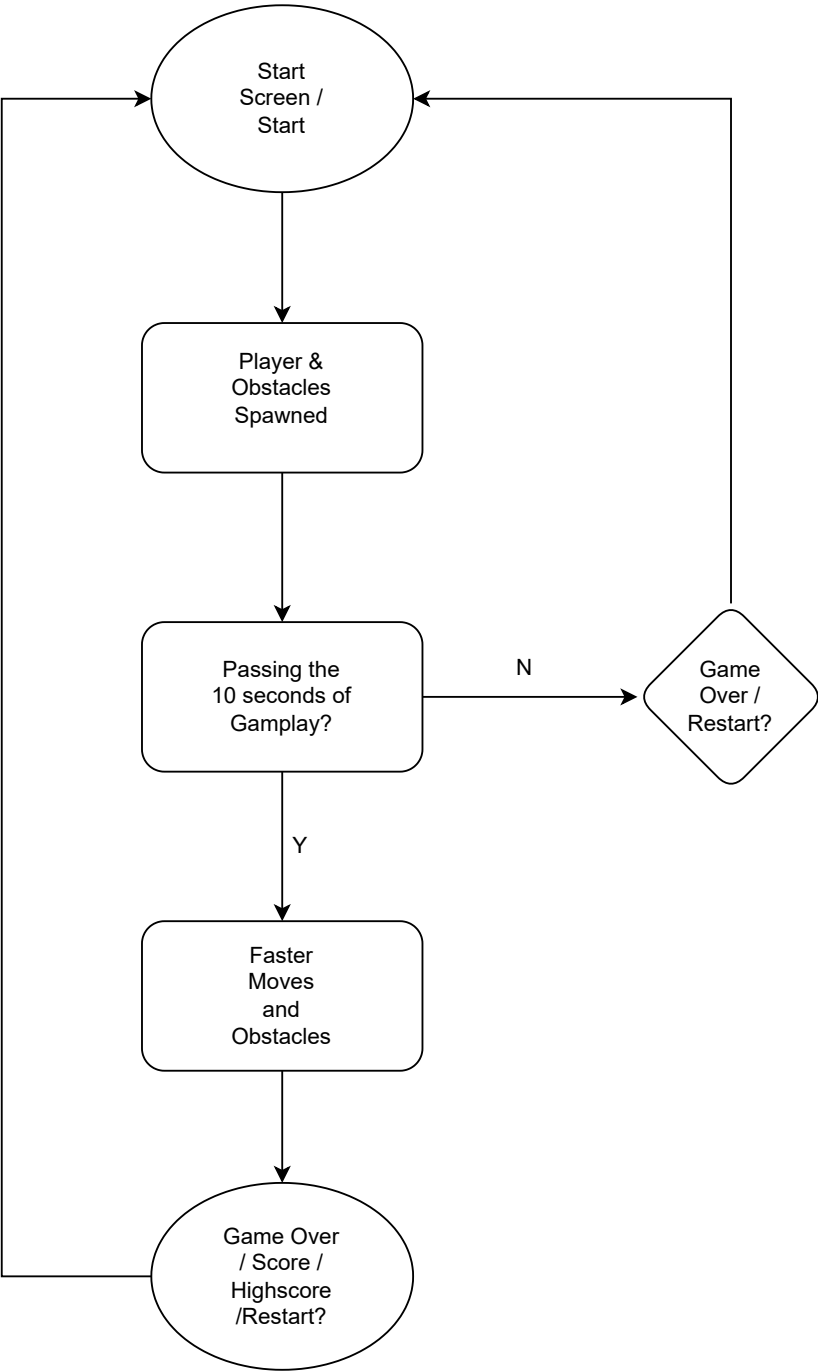 Start
Screen /
Start
Player &
Obstacles
Spawned
Passing the
10 seconds of
Gamplay?
N
Game
Over /
Restart?
Y
Faster
Moves
and
Obstacles
Game Over
/ Score /
Highscore
/Restart?